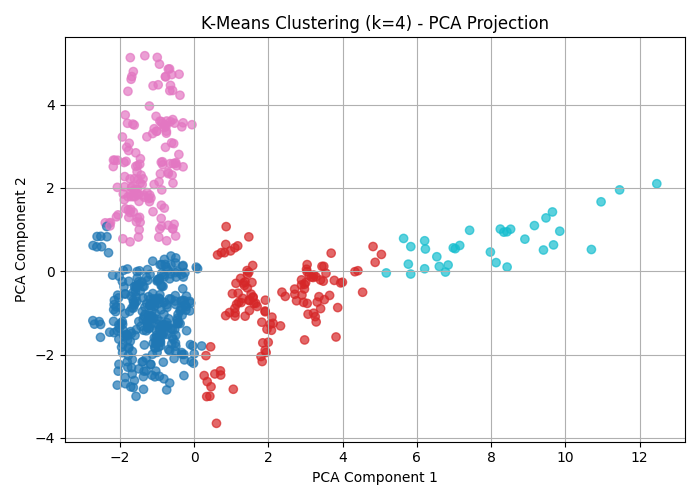 K-Means Clustering (k=4) - PCA Projection
4
2
0
−2
−4
PCA Component 2
−2 0 2 4 6 8 10 12
PCA Component 1